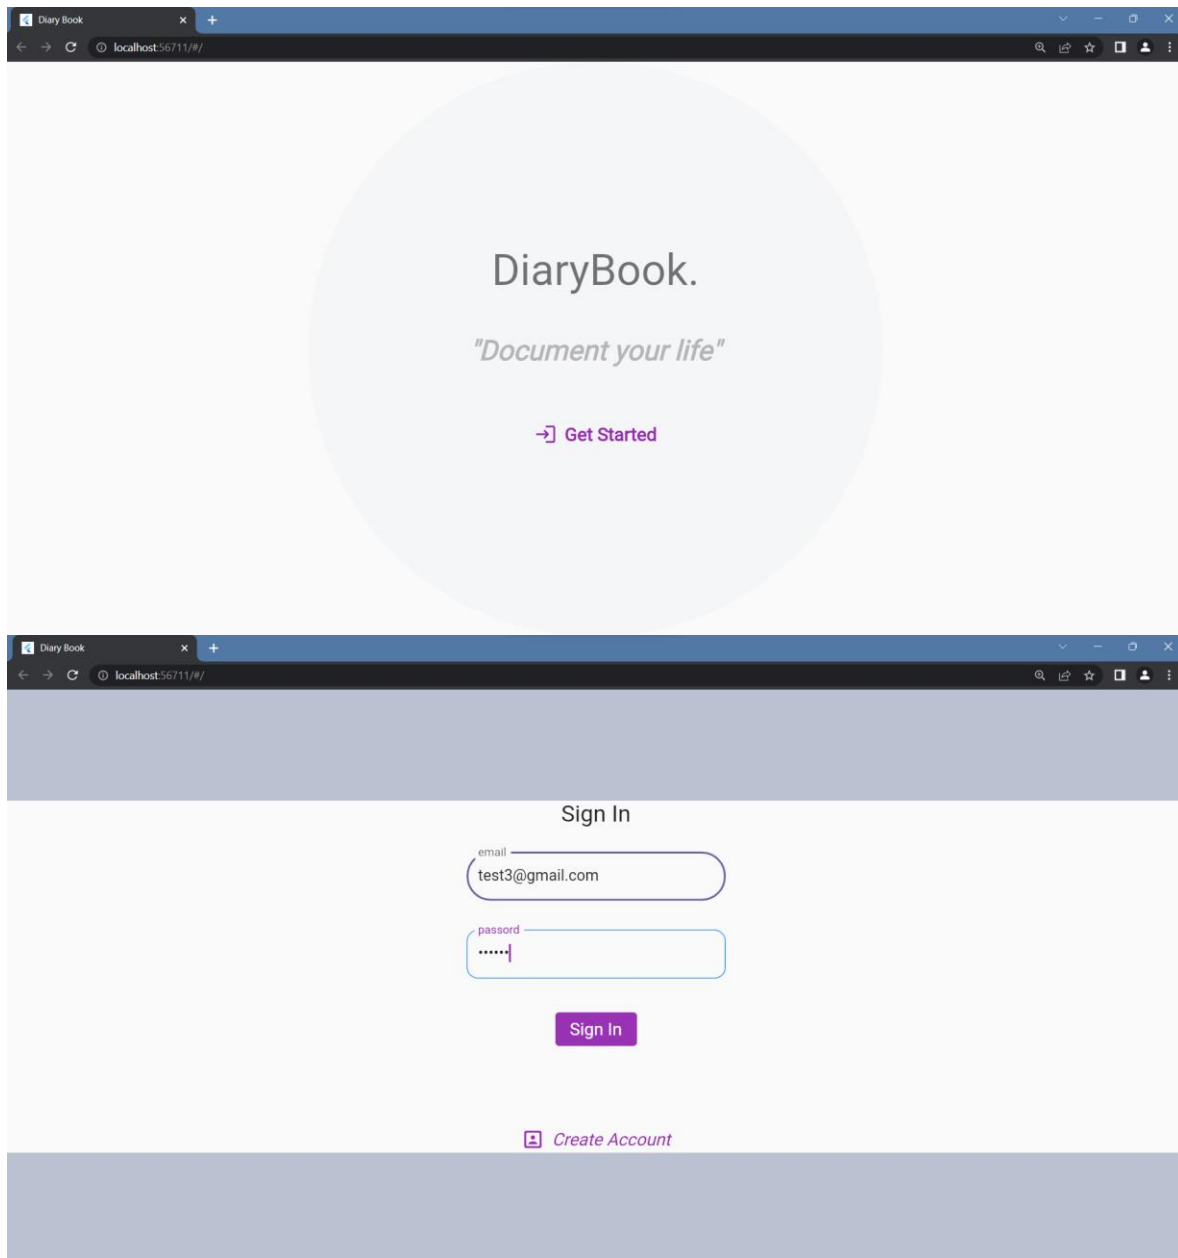 Diary Book
localhost:56711/#/
DiaryBook.
"Document your life"
Get Started
Diary Book
localhost:56711/#/
Sign In
email
test3@gmail.com
passord
••••••
Sign In
Create Account